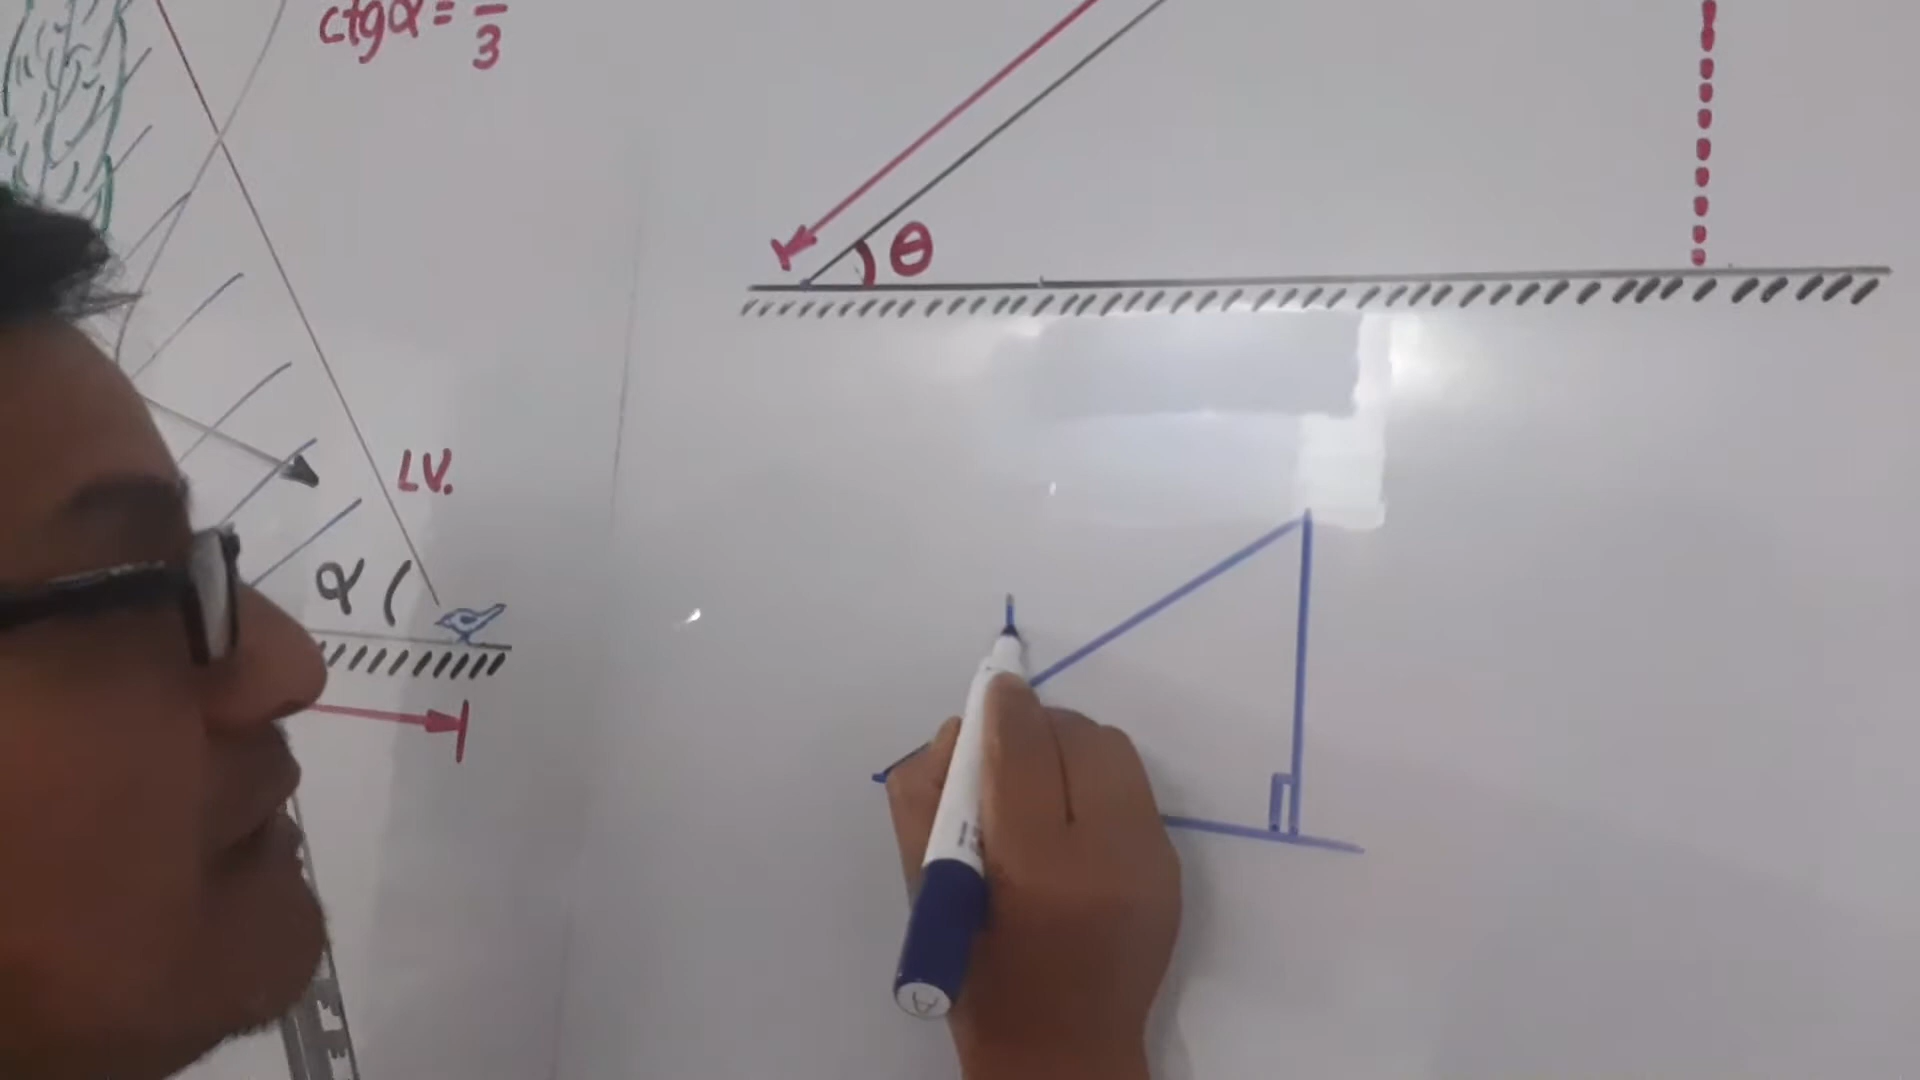 ctgα = _/3
θ
LV.
α